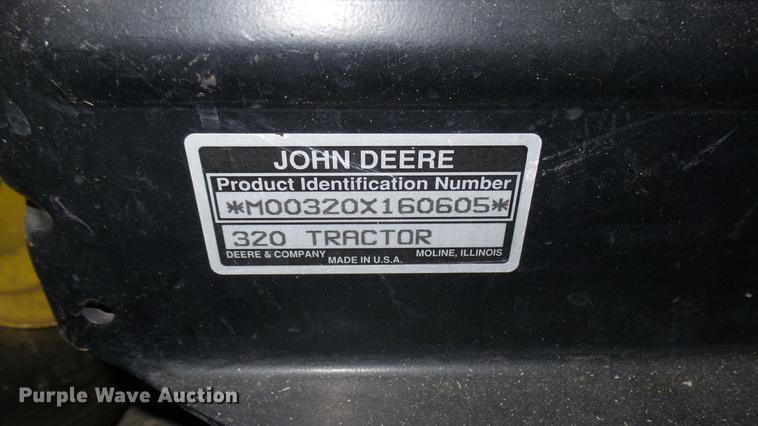 JOHN DEERE
Product Identification Number
*M00320X160605*
320 TRACTOR
DEERE & COMPANY MADE IN U.S.A. MOLINE, ILLINOIS
Purple Wave Auction